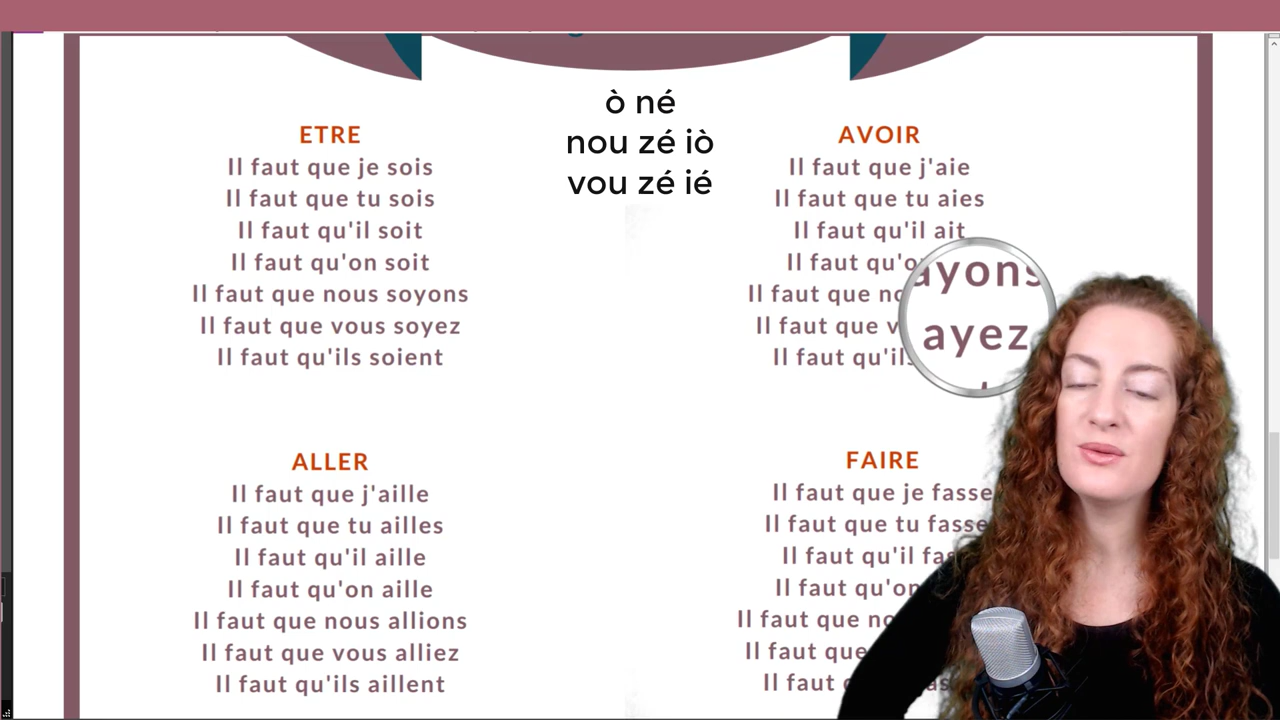 ò né
nou zé iò
vou zé ié
ETRE
Il faut que je sois
Il faut que tu sois
Il faut qu'il soit
Il faut qu'on soit
Il faut que nous soyons
Il faut que vous soyez
Il faut qu'ils soient
AVOIR
Il faut que j'aie
Il faut que tu aies
Il faut qu'il ait
Il faut
Il faut que ayons
Il faut que ayez
Il faut qu'ils
ALLER
Il faut que j'aille
Il faut que tu ailles
Il faut qu'il aille
Il faut qu'on aille
Il faut que nous allions
Il faut que vous alliez
Il faut qu'ils aillent
FAIRE
Il faut que je fasse
Il faut que tu
Il faut qu'il
Il faut qu'on
Il faut que
Il faut que
Il faut